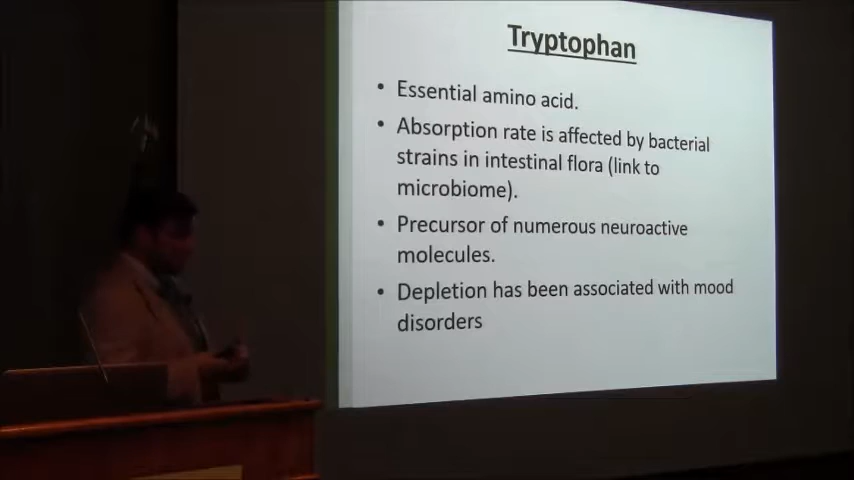 Tryptophan
• Essential amino acid.
• Absorption rate is affected by bacterial
strains in intestinal flora (link to
microbiome).
• Precursor of numerous neuroactive
molecules.
• Depletion has been associated with mood
disorders